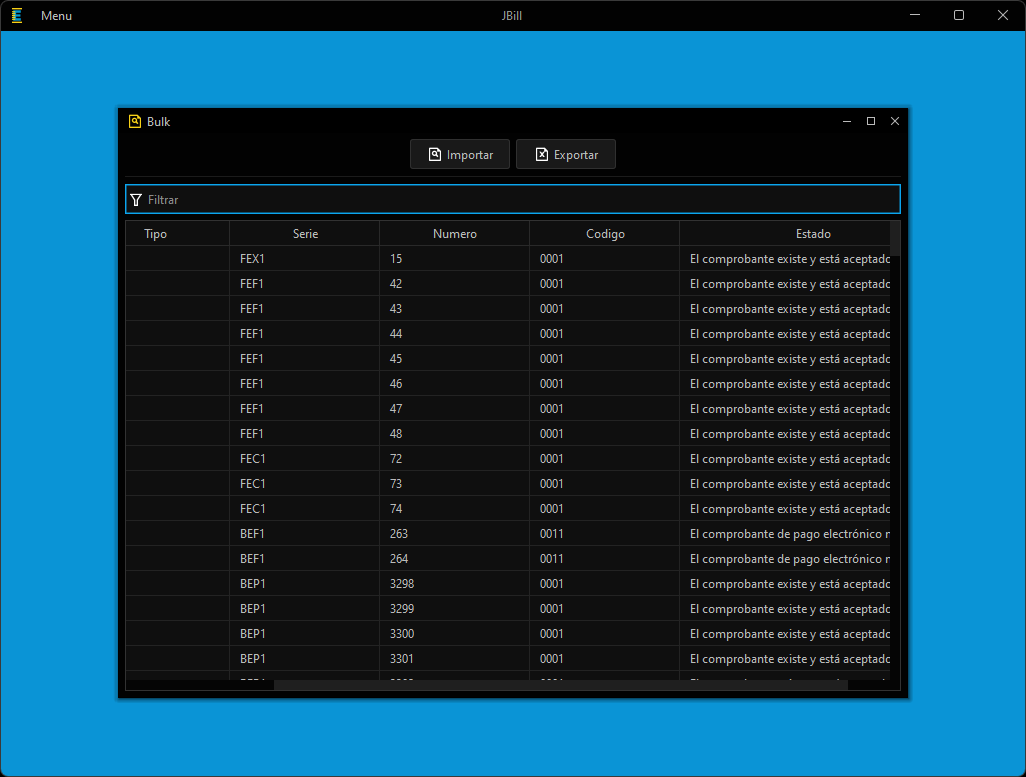 Menu JBill
Bulk
Importar Exportar
Filtrar
Tipo Serie Numero Codigo Estado
FEX1 15 0001 El comprobante existe y está aceptado
FEF1 42 0001 El comprobante existe y está aceptado
FEF1 43 0001 El comprobante existe y está aceptado
FEF1 44 0001 El comprobante existe y está aceptado
FEF1 45 0001 El comprobante existe y está aceptado
FEF1 46 0001 El comprobante existe y está aceptado
FEF1 47 0001 El comprobante existe y está aceptado
FEF1 48 0001 El comprobante existe y está aceptado
FEC1 72 0001 El comprobante existe y está aceptado
FEC1 73 0001 El comprobante existe y está aceptado
FEC1 74 0001 El comprobante existe y está aceptado
BEF1 263 0011 El comprobante de pago electrónico
BEF1 264 0011 El comprobante de pago electrónico
BEP1 3298 0001 El comprobante existe y está aceptado
BEP1 3299 0001 El comprobante existe y está aceptado
BEP1 3300 0001 El comprobante existe y está aceptado
BEP1 3301 0001 El comprobante existe y está aceptado